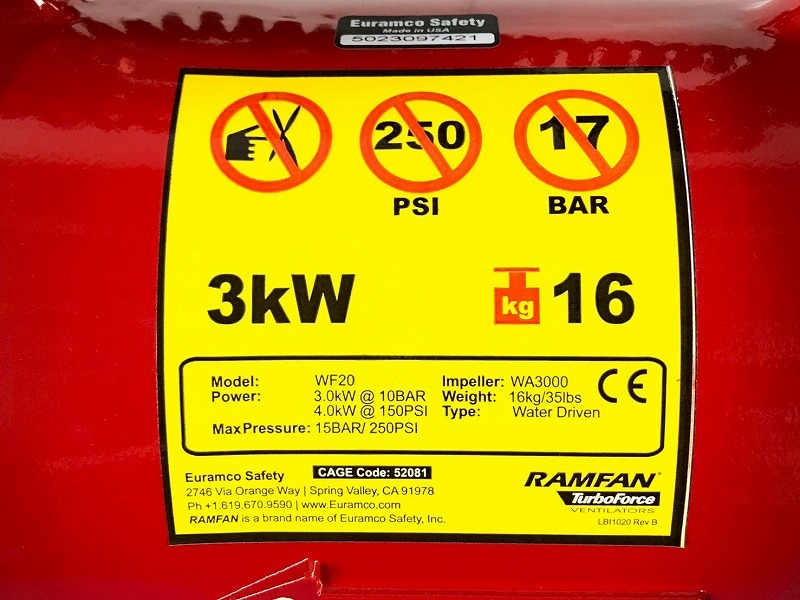 Euramco Safety
Made in USA
5023097421
250 17
PSI BAR
3kW kg 16
Model: WF20 Impeller: WA3000
Power: 3.0kW @ 10BAR Weight: 16kg/35lbs
4.0kW @ 150PSI Type: Water Driven
Max Pressure: 15BAR/ 250PSI
CE
Euramco Safety CAGE Code: 52081
2746 Via Orange Way | Spring Valley, CA 91978
Ph +1.619.670.9590 | www.Euramco.com
RAMFAN is a brand name of Euramco Safety, Inc.
RAMFAN®
TurboForce
VENTILATORS
LBI1020 Rev B